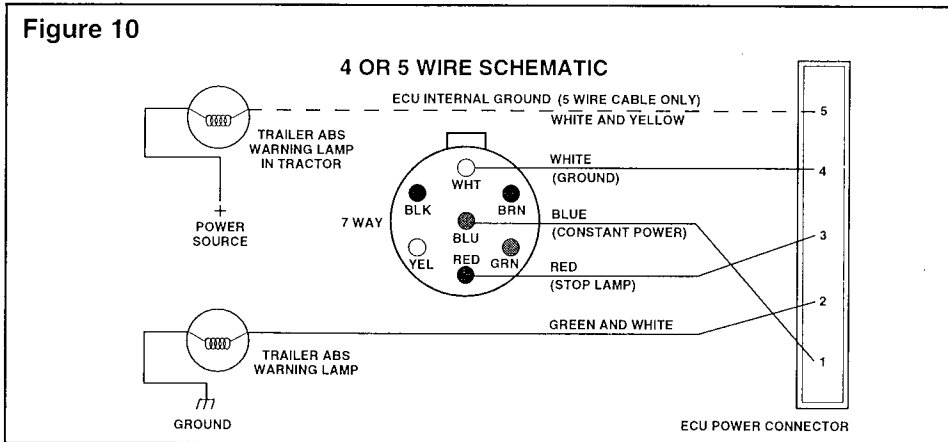 Figure 10
4 OR 5 WIRE SCHEMATIC
ECU INTERNAL GROUND (5 WIRE CABLE ONLY)
WHITE AND YELLOW
5
TRAILER ABS
WARNING LAMP
IN TRACTOR
+
POWER
SOURCE
7 WAY
WHT
BLK
BRN
BLU
YEL
RED
GRN
WHITE
(GROUND)
4
BLUE
(CONSTANT POWER)
3
RED
(STOP LAMP)
2
GREEN AND WHITE
1
TRAILER ABS
WARNING LAMP
GROUND
ECU POWER CONNECTOR